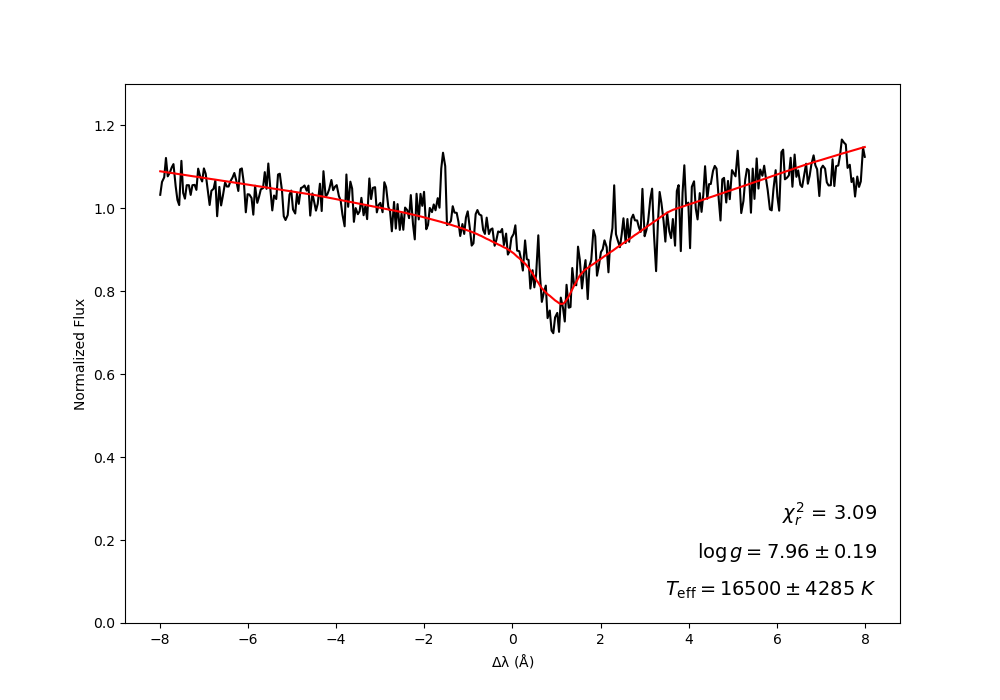 1.2
1.0
0.8
0.6
0.4
0.2
0.0
Normalized Flux
χ²ᵣ = 3.09
log g = 7.96 ± 0.19
T_eff = 16500 ± 4285 K
−8 −6 −4 −2 0 2 4 6 8
Δλ (Å)